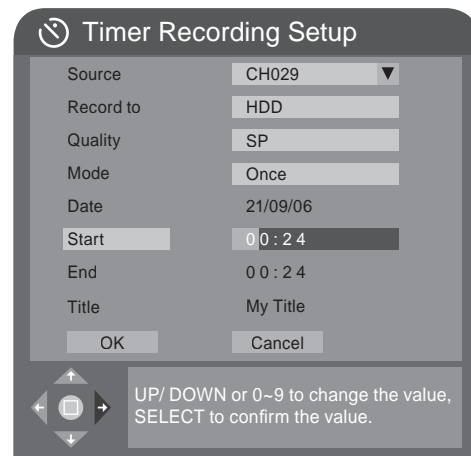 Timer Recording Setup
Source CH029 ▼
Record to HDD
Quality SP
Mode Once
Date 21/09/06
Start 00:24
End 00:24
Title My Title
OK Cancel
UP/ DOWN or 0~9 to change the value,
SELECT to confirm the value.